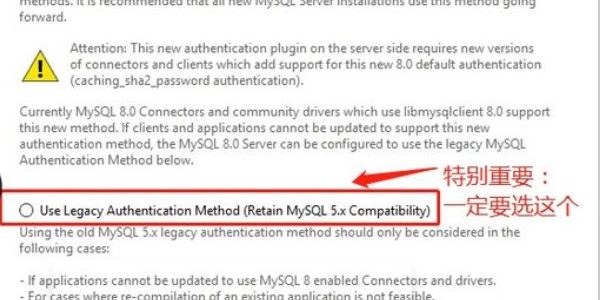 methods. It is recommended that all new MySQL Server installations use this method going
forward.
Attention: This new authentication plugin on the server side requires new versions
of connectors and clients which add support for this new 8.0 default authentication
(caching_sha2_password authentication).
Currently MySQL 8.0 Connectors and community drivers which use libmysqlclient 8.0 support
this new method. If clients and applications cannot be updated to support this new
authentication method, the MySQL 8.0 Server can be configured to use the legacy MySQL
Authentication Method below.
特别重要：
一定要选这个
Use Legacy Authentication Method (Retain MySQL 5.x Compatibility)
Using the old MySQL 5.x legacy authentication method should only be considered in the
following cases:
- If applications cannot be updated to use MySQL 8 enabled Connectors and drivers.
- For cases where re-compilation of an existing application is not feasible.